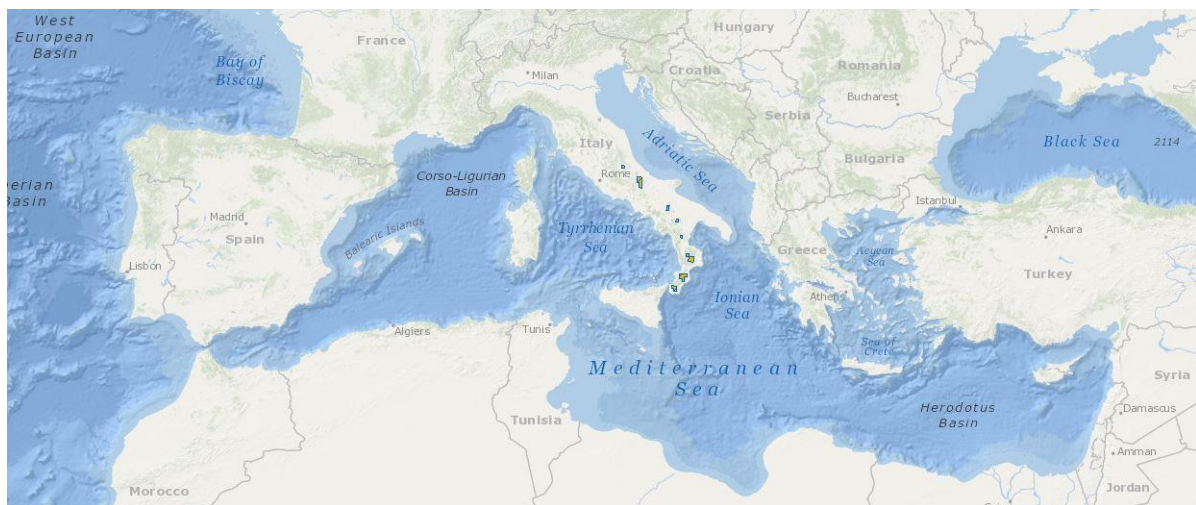 West
European
Basin
France
Hungary
Bay of
Biscay
Milan
Croatia
Romania
Bucharest
Serbia
Italy
Adriatic Sea
Black Sea
2114
Bulgaria
Corso-Ligurian
Basin
Rome
erian
Basin
Istanbul
Madrid
Spain
Balearic Islands
Tyrrhenian
Sea
Greece
Aegean
Sea
Ankara
Turkey
Lisbon
Ionian
Sea
Athens
Algiers
Tunis
Sea of
Crete
Mediterranean
Sea
Syria
Herodotus
Basin
Damascus
Tunisia
Amman
Morocco
Jordan